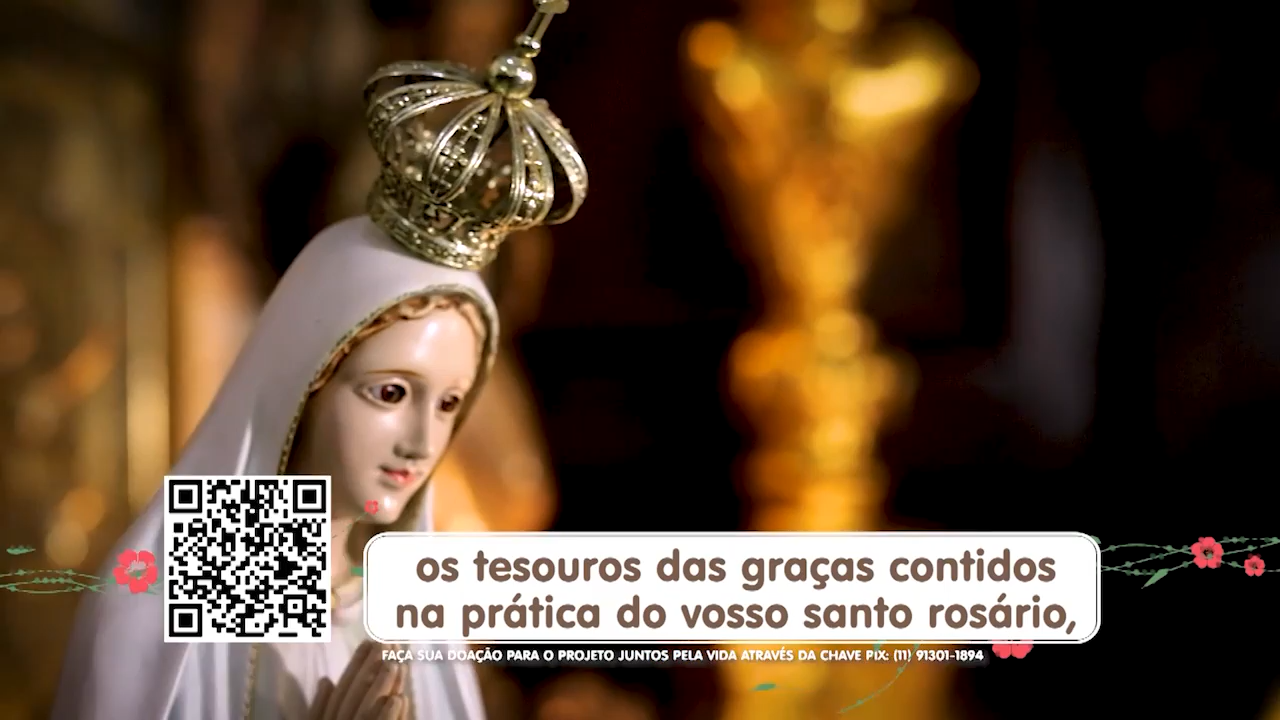 os tesouros das graças contidos
na prática do vosso santo rosário,
FAÇA SUA DOAÇÃO PARA O PROJETO JUNTOS PELA VIDA ATRAVÉS DA CHAVE PIX: (11) 91301-1894